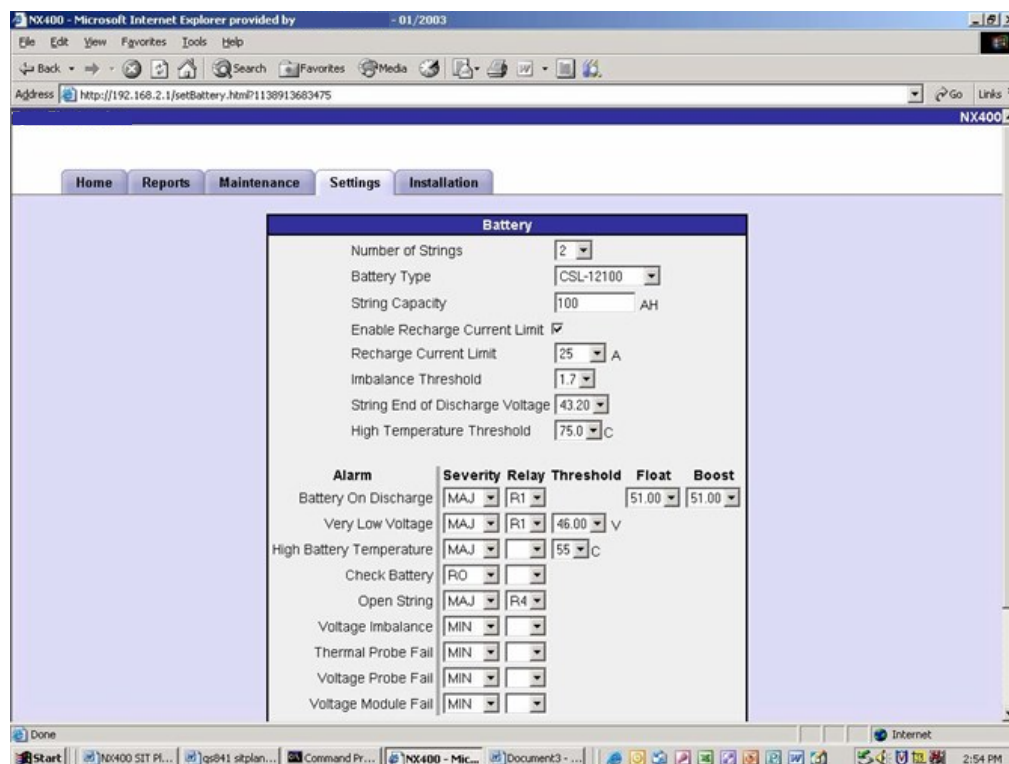 NX400 - Microsoft Internet Explorer provided by - 01/2003
File Edit View Favorites Tools Help
Back Search Favorites Media
Address http://192.168.2.1/setBattery.html?1138913683475 Go Links
NX400
Home Reports Maintenance Settings Installation
Battery
Number of Strings 2
Battery Type CSL-12100
String Capacity 100 AH
Enable Recharge Current Limit
Recharge Current Limit 25 A
Imbalance Threshold 1.7
String End of Discharge Voltage 43.20
High Temperature Threshold 75.0 C
Alarm Severity Relay Threshold Float Boost
Battery On Discharge MAJ R1 51.00 51.00
Very Low Voltage MAJ R1 46.00 V
High Battery Temperature MAJ 55 C
Check Battery RO
Open String MAJ R4
Voltage Imbalance MIN
Thermal Probe Fail MIN
Voltage Probe Fail MIN
Voltage Module Fail MIN
Done Internet
Start NX400 SIT Pl... qs841 sitplan... Command Pr... NX400 - Mic... Document3 - ... 2:54 PM